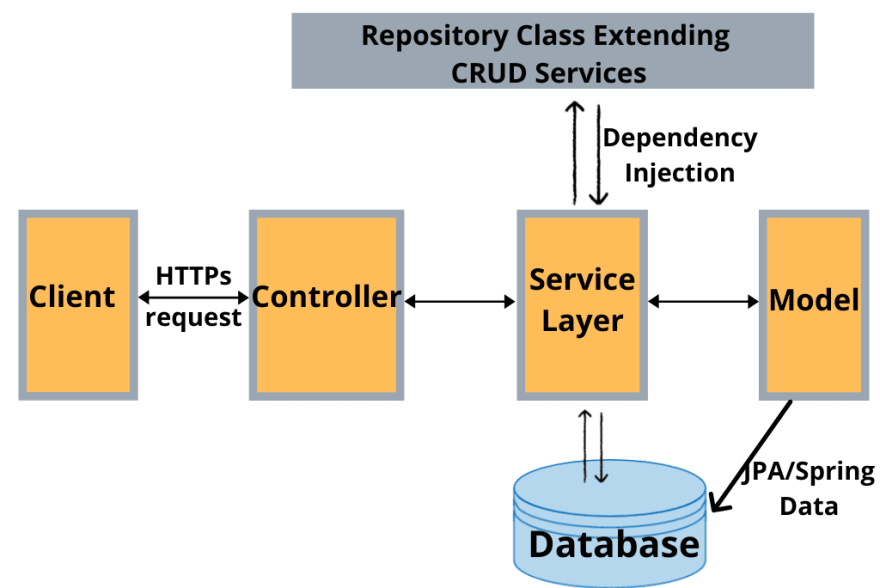 Repository Class Extending
CRUD Services
Dependency
Injection
Client
HTTPs
request
Controller
Service
Layer
Model
JPA/Spring
Data
Database